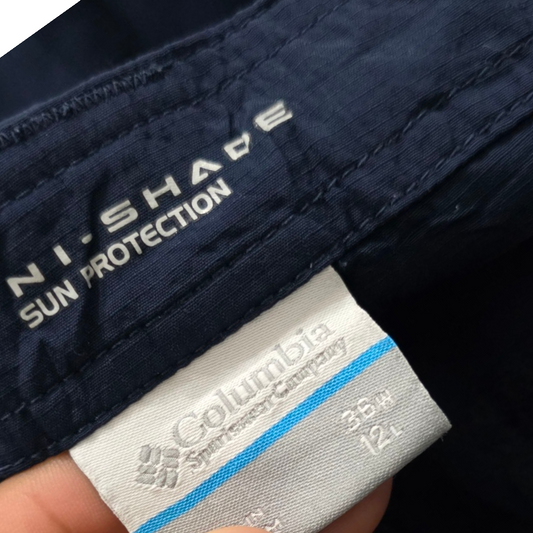 NI-SHADE
SUN PROTECTION
Columbia
Sportswear Company
36W
12L